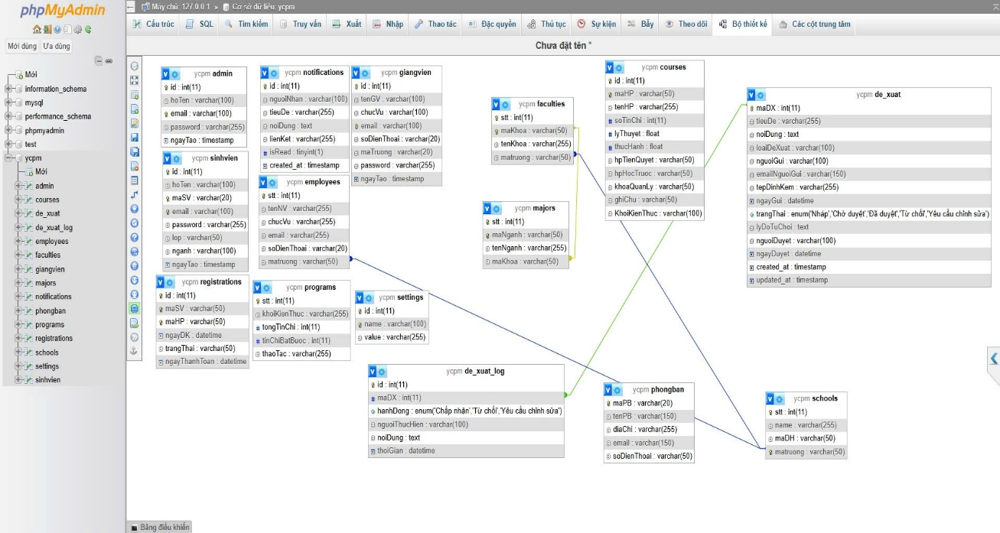 phpMyAdmin
Mới dùng Ưa dùng
Mới
information_schema
mysql
performance_schema
phpmyadmin
test
ycpm
Mới
admin
courses
de_xuat
de_xuat_log
employees
faculties
giangvien
majors
notifications
phongban
programs
registrations
schools
settings
sinhvien
Máy chủ: 127.0.0.1 » Cơ sở dữ liệu: ycpm
Cấu trúc SQL Tìm kiếm Truy vấn Xuất Nhập Thao tác Đặc quyền Thủ tục Sự kiện Bẫy Theo dõi Bộ thiết kế Các cột trung tâm
Chưa đặt tên *
ycpm admin
id : int(11)
hoTen : varchar(100)
email : varchar(100)
password : varchar(255)
ngayTao : timestamp
ycpm notifications
id : int(11)
nguoiNhan : varchar(100)
tieuDe : varchar(255)
noiDung : text
lienKet : varchar(255)
isRead : tinyint(1)
created_at : timestamp
ycpm giangvien
id : int(11)
tenGV : varchar(100)
chucVu : varchar(100)
email : varchar(100)
soDienThoai : varchar(20)
maTruong : varchar(20)
password : varchar(255)
ngayTao : timestamp
ycpm faculties
stt : int(11)
maKhoa : varchar(50)
tenKhoa : varchar(255)
matruong : varchar(50)
ycpm courses
id : int(11)
maHP : varchar(50)
tenHP : varchar(255)
soTinChi : int(11)
lyThuyet : float
thucHanh : float
hpTienQuyet : varchar(50)
hpHocTruoc : varchar(50)
khoaQuanLy : varchar(50)
ghiChu : varchar(50)
KhoiKienThuc : varchar(100)
ycpm de_xuat
maDX : int(11)
tieuDe : varchar(255)
noiDung : text
loaiDeXuat : varchar(100)
nguoiGui : varchar(100)
emailNguoiGui : varchar(150)
tepDinhKem : varchar(255)
ngayGui : datetime
trangThai : enum('Nháp','Chờ duyệt','Đã duyệt','Từ chối','Yêu cầu chỉnh sửa')
lyDoTuChoi : text
nguoiDuyet : varchar(100)
ngayDuyet : datetime
created_at : timestamp
updated_at : timestamp
ycpm sinhvien
id : int(11)
hoTen : varchar(100)
maSV : varchar(20)
email : varchar(100)
password : varchar(255)
lop : varchar(50)
nganh : varchar(100)
ngayTao : timestamp
ycpm employees
stt : int(11)
tenNV : varchar(255)
chucVu : varchar(255)
email : varchar(255)
soDienThoai : varchar(20)
matruong : varchar(50)
ycpm majors
stt : int(11)
maNganh : varchar(50)
tenNganh : varchar(255)
maKhoa : varchar(50)
ycpm registrations
id : int(11)
maSV : varchar(50)
maHP : varchar(50)
ngayDK : datetime
trangThai : varchar(50)
ngayThanhToan : datetime
ycpm programs
stt : int(11)
khoiKienThuc : varchar(255)
tongTinChi : int(11)
tinChiBatBuoc : int(11)
thaoTac : varchar(255)
ycpm settings
id : int(11)
name : varchar(100)
value : varchar(255)
ycpm de_xuat_log
id : int(11)
maDX : int(11)
hanhDong : enum('Chấp nhận','Từ chối','Yêu cầu chỉnh sửa')
nguoiThucHien : varchar(100)
noiDung : text
thoiGian : datetime
ycpm phongban
maPB : varchar(20)
tenPB : varchar(150)
diaChi : varchar(255)
email : varchar(150)
soDienThoai : varchar(50)
ycpm schools
stt : int(11)
name : varchar(255)
maDH : varchar(50)
matruong : varchar(50)
Bảng điều khiển